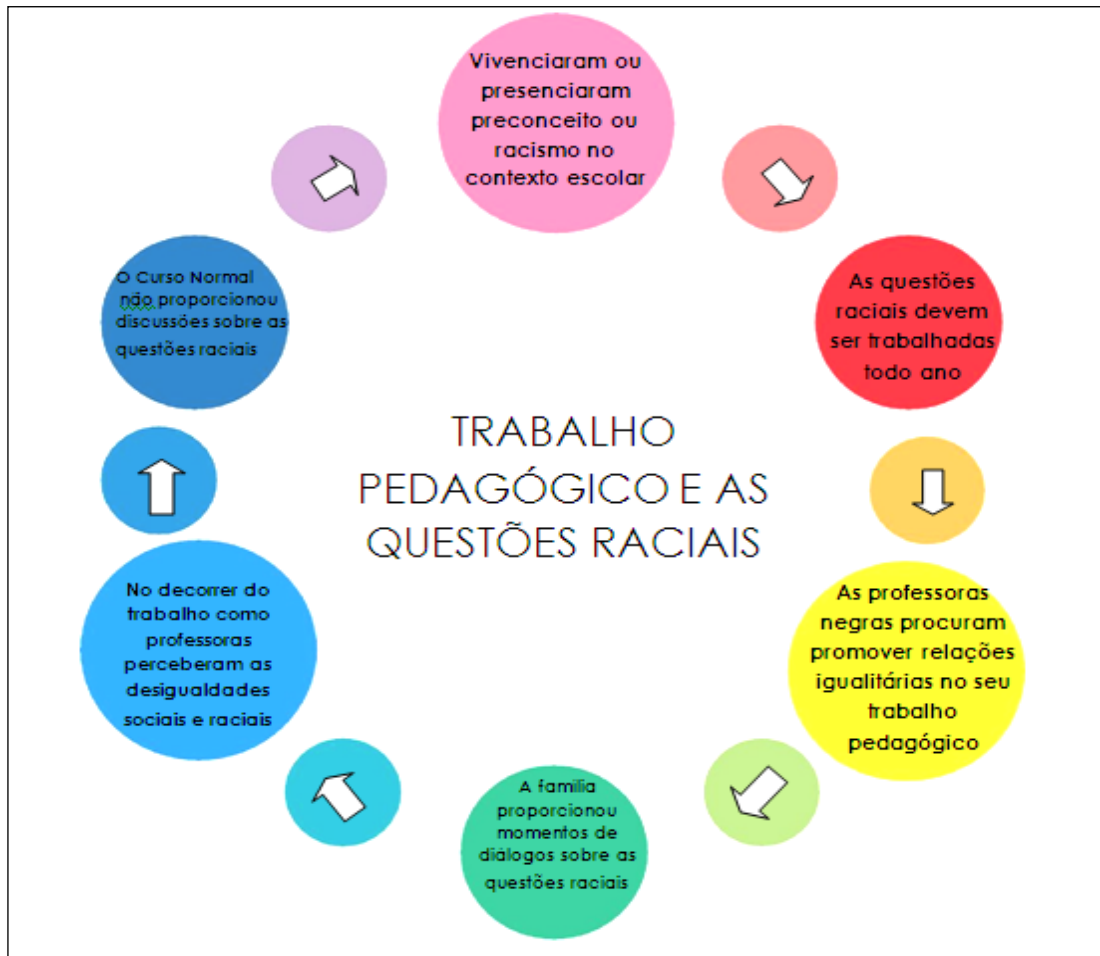 Vivenciaram ou
presenciaram
preconceito ou
racismo no
contexto escolar
As questões
raciais devem
ser trabalhadas
todo ano
As professoras
negras procuram
promover relações
igualitárias no seu
trabalho
pedagógico
A familia
proporcionou
momentos de
diálogos sobre as
questões raciais
No decorrer do
trabalho como
professoras
perceberam as
desigualdades
sociais e raciais
O Curso Normal
não proporcionou
discussões sobre as
questões raciais
TRABALHO
PEDAGÓGICO E AS
QUESTÕES RACIAIS